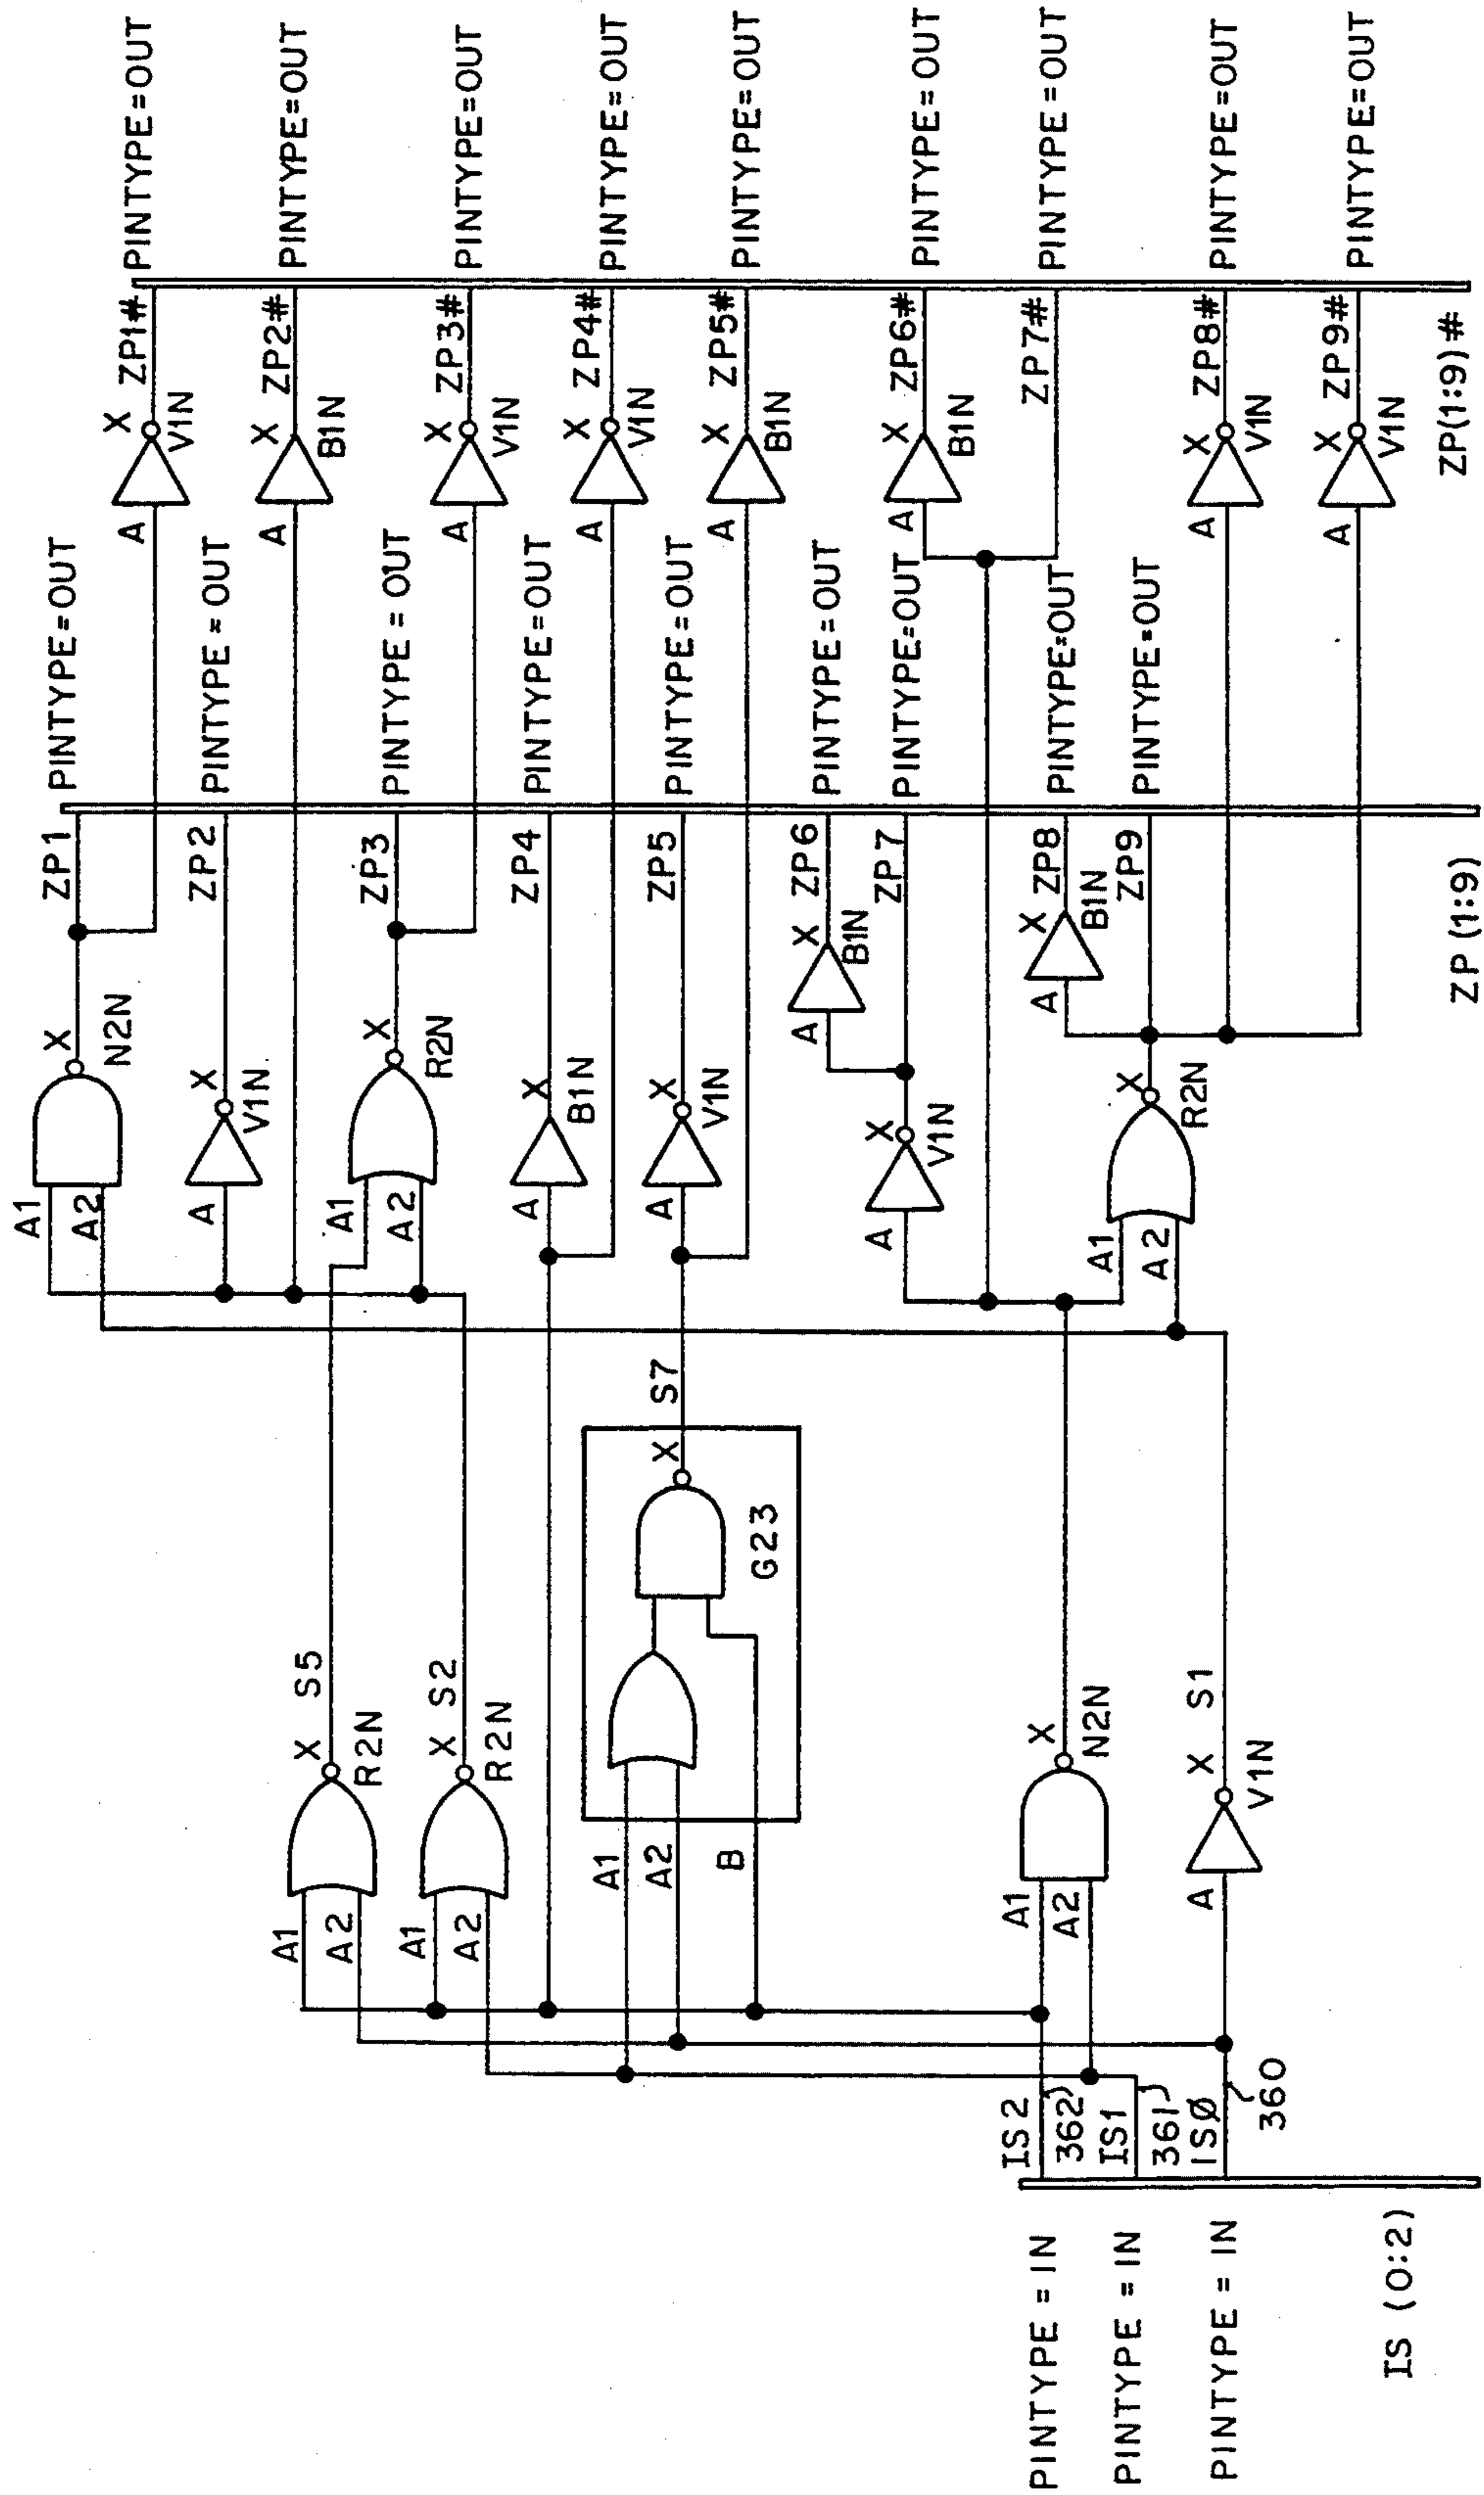 PINTYPE = IN
PINTYPE = IN
PINTYPE = IN
IS (0:2)
IS2
362
IS1
361
ISØ
360
A1
A2
X
S5
R2N
A1
A2
X
S2
R2N
A1
A2
B
X
S7
G23
A1
A2
X
N2N
A
X
S1
V1N
A1
A2
X
N2N
ZP1
PINTYPE=OUT
A
X
V1N
ZP2
PINTYPE=OUT
A1
A2
X
R2N
ZP3
PINTYPE=OUT
A
X
B1N
ZP4
PINTYPE=OUT
A
X
V1N
ZP5
PINTYPE=OUT
A
X
B1N
ZP6
PINTYPE=OUT
A
X
V1N
ZP7
PINTYPE=OUT
A
X
B1N
ZP8
PINTYPE=OUT
A1
A2
X
R2N
ZP9
PINTYPE=OUT
ZP (1:9)
A
X
V1N
ZP1#
PINTYPE=OUT
A
X
B1N
ZP2#
PINTYPE=OUT
A
X
V1N
ZP3#
PINTYPE=OUT
A
X
V1N
ZP4#
PINTYPE=OUT
A
X
B1N
ZP5#
PINTYPE=OUT
A
X
B1N
ZP6#
PINTYPE=OUT
ZP7#
PINTYPE=OUT
A
X
V1N
ZP8#
PINTYPE=OUT
A
X
V1N
ZP9#
PINTYPE=OUT
ZP(1:9)#